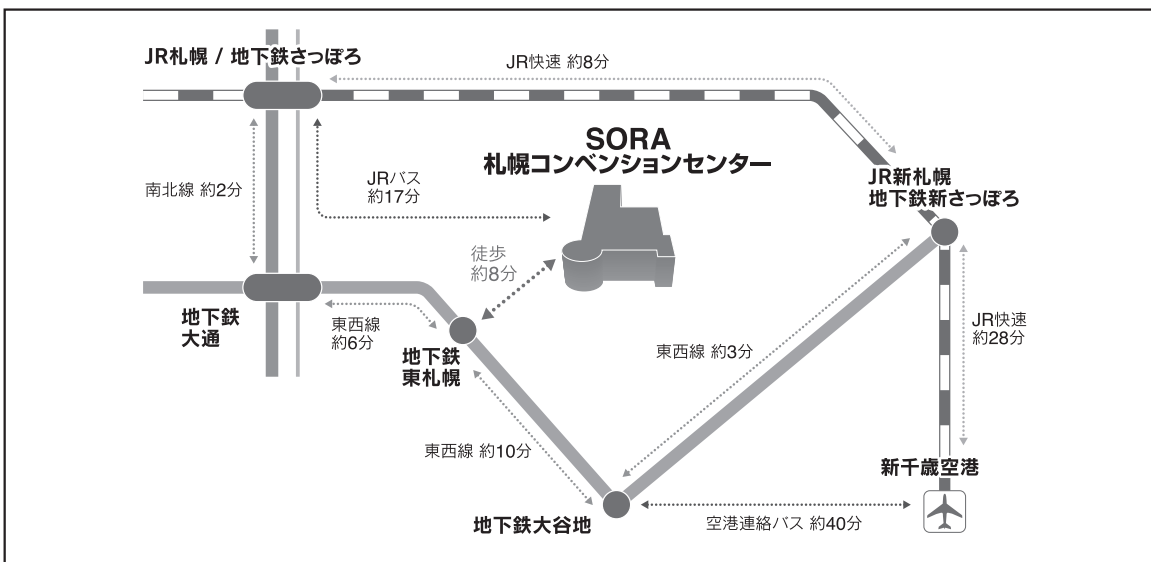 JR札幌 / 地下鉄さっぽろ
JR快速 約8分
SORA
札幌コンベンションセンター
JR新札幌
地下鉄新さっぽろ
南北線 約2分
JRバス
約17分
徒歩
約8分
地下鉄
大通
東西線
約6分
地下鉄
東札幌
東西線 約3分
JR快速
約28分
東西線 約10分
新千歳空港
地下鉄大谷地
空港連絡バス 約40分